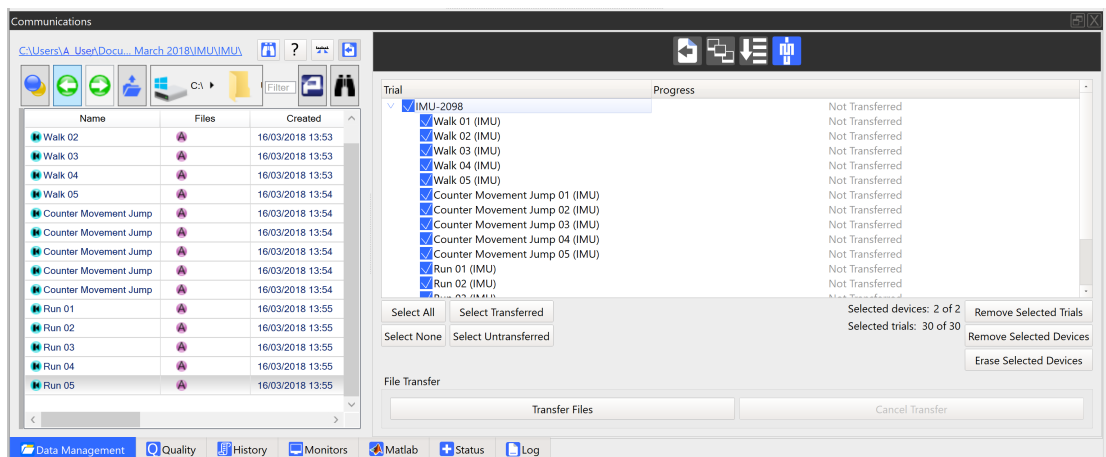 Communications
C:\Users\A_User\Docu... March 2018\IMU\IMU\
?
C:\
Filter
Name Files Created
Walk 02 A 16/03/2018 13:53
Walk 03 A 16/03/2018 13:53
Walk 04 A 16/03/2018 13:53
Walk 05 A 16/03/2018 13:54
Counter Movement Jump A 16/03/2018 13:54
Counter Movement Jump A 16/03/2018 13:54
Counter Movement Jump A 16/03/2018 13:54
Counter Movement Jump A 16/03/2018 13:54
Counter Movement Jump A 16/03/2018 13:54
Run 01 A 16/03/2018 13:55
Run 02 A 16/03/2018 13:55
Run 03 A 16/03/2018 13:55
Run 04 A 16/03/2018 13:55
Run 05 A 16/03/2018 13:55
Trial Progress
IMU-2098 Not Transferred
Walk 01 (IMU) Not Transferred
Walk 02 (IMU) Not Transferred
Walk 03 (IMU) Not Transferred
Walk 04 (IMU) Not Transferred
Walk 05 (IMU) Not Transferred
Counter Movement Jump 01 (IMU) Not Transferred
Counter Movement Jump 02 (IMU) Not Transferred
Counter Movement Jump 03 (IMU) Not Transferred
Counter Movement Jump 04 (IMU) Not Transferred
Counter Movement Jump 05 (IMU) Not Transferred
Run 01 (IMU) Not Transferred
Run 02 (IMU) Not Transferred
Run 03 (IMU) Not Transferred
Select All Select Transferred Selected devices: 2 of 2 Remove Selected Trials
Select None Select Untransferred Selected trials: 30 of 30 Remove Selected Devices
Erase Selected Devices
File Transfer
Transfer Files Cancel Transfer
Data Management Quality History Monitors Matlab Status Log